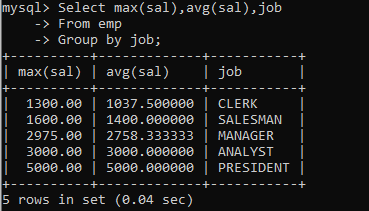 mysql> Select max(sal),avg(sal),job
    -> From emp
    -> Group by job;
+----------+-------------+-----------+
| max(sal) | avg(sal)    | job       |
+----------+-------------+-----------+
|  1300.00 | 1037.500000 | CLERK     |
|  1600.00 | 1400.000000 | SALESMAN  |
|  2975.00 | 2758.333333 | MANAGER   |
|  3000.00 | 3000.000000 | ANALYST   |
|  5000.00 | 5000.000000 | PRESIDENT |
+----------+-------------+-----------+
5 rows in set (0.04 sec)